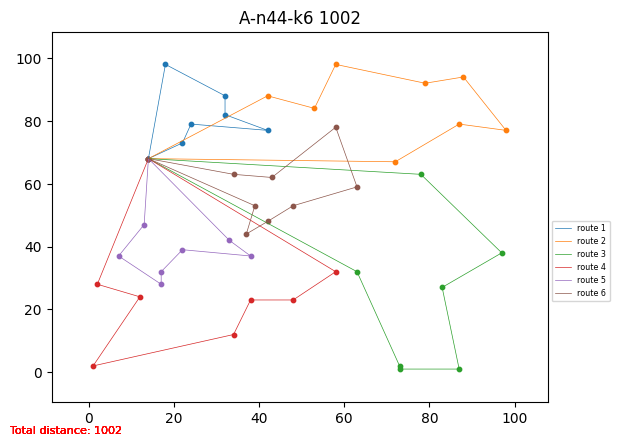 A-n44-k6 1002
100
80
60
40
20
0
0 20 40 60 80 100
route 1
route 2
route 3
route 4
route 5
route 6
Total distance: 1002